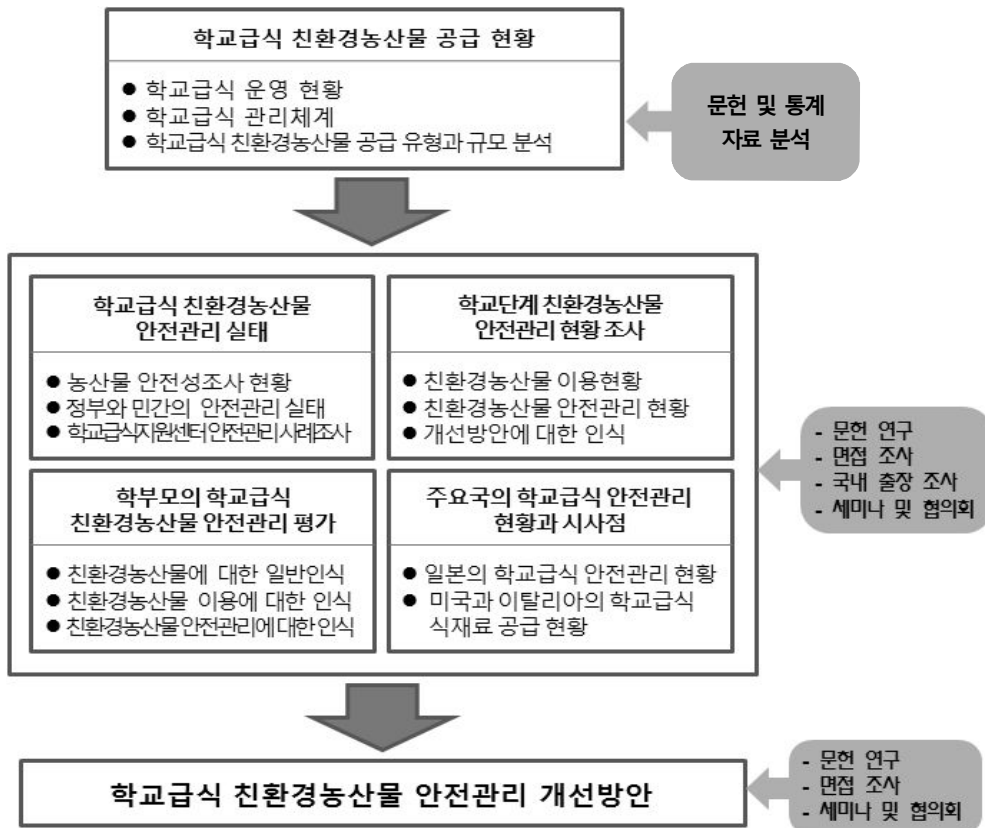 학교급식 친환경농산물 공급 현황
● 학교급식 운영 현황
● 학교급식 관리체계
● 학교급식 친환경농산물 공급 유형과 규모 분석
문헌 및 통계
자료 분석
학교급식 친환경농산물
안전관리 실태
● 농산물 안전성조사 현황
● 정부와 민간의 안전관리 실태
● 학교급식지원센터 안전관리 사례조사
학교단계 친환경농산물
안전관리 현황 조사
● 친환경농산물 이용현황
● 친환경농산물 안전관리 현황
● 개선방안에 대한 인식
학부모의 학교급식
친환경농산물 안전관리 평가
● 친환경농산물에 대한 일반인식
● 친환경농산물 이용에 대한 인식
● 친환경농산물 안전관리에 대한 인식
주요국의 학교급식 안전관리
현황과 시사점
● 일본의 학교급식 안전관리 현황
● 미국과 이탈리아의 학교급식
식재료 공급 현황
- 문헌 연구
- 면접 조사
- 국내 출장 조사
- 세미나 및 협의회
학교급식 친환경농산물 안전관리 개선방안
- 문헌 연구
- 면접 조사
- 세미나 및 협의회